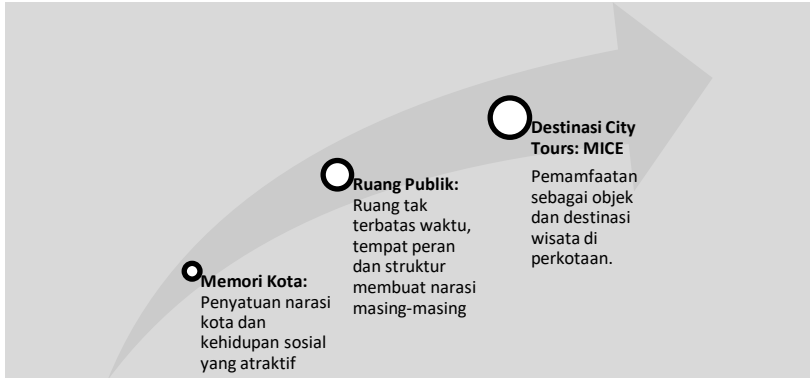 Memori Kota:
Penyatuan narasi
kota dan
kehidupan sosial
yang atraktif
Ruang Publik:
Ruang tak
terbatas waktu,
tempat peran
dan struktur
membuat narasi
masing-masing
Destinasi City
Tours: MICE
Pemamfaatan
sebagai objek
dan destinasi
wisata di
perkotaan.